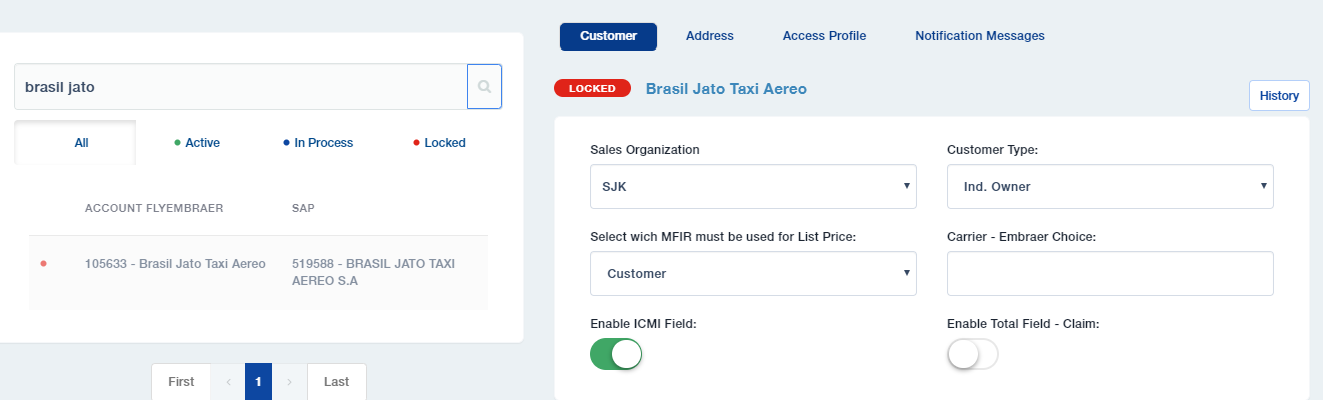 brasil jato
All
Active
In Process
Locked
ACCOUNT FLYEMBRAER
SAP
105633 - Brasil Jato Taxi Aereo
519588 - BRASIL JATO TAXI
AEREO S.A
First
‹
1
›
Last
Customer
Address
Access Profile
Notification Messages
LOCKED
Brasil Jato Taxi Aereo
History
Sales Organization
Customer Type:
SJK
Ind. Owner
Select wich MFIR must be used for List Price:
Carrier - Embraer Choice:
Customer
Enable ICMI Field:
Enable Total Field - Claim: